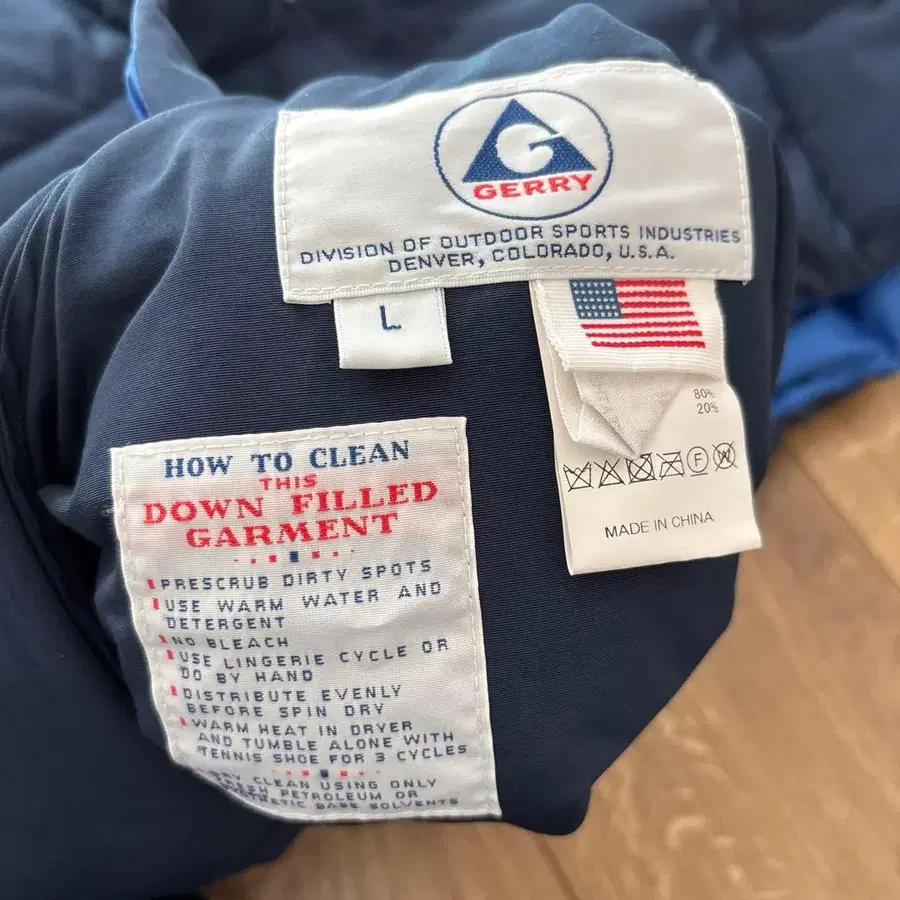 G
GERRY
DIVISION OF OUTDOOR SPORTS INDUSTRIES
DENVER, COLORADO, U.S.A.
L
80%
20%
F
W
MADE IN CHINA
HOW TO CLEAN
THIS
DOWN FILLED
GARMENT
PRESCRUB DIRTY SPOTS
USE WARM WATER AND
DETERGENT
NO BLEACH
USE LINGERIE CYCLE OR
DO BY HAND
DISTRIBUTE EVENLY
BEFORE SPIN DRY
WARM HEAT IN DRYER
AND TUMBLE ALONE WITH
TENNIS SHOE FOR 3 CYCLES
CLEAN USING ONLY
PETROLEUM OR
BASE SOLVENTS